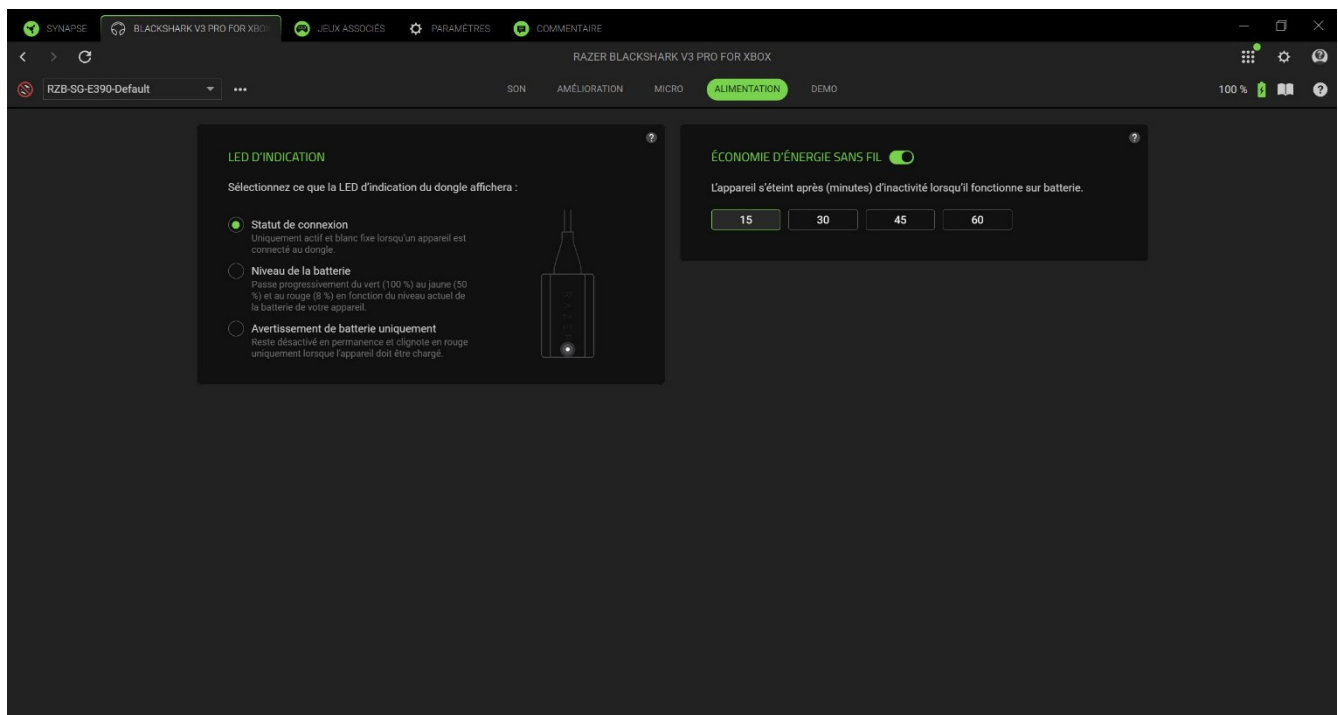 SYNAPSE
BLACKSHARK V3 PRO FOR XBOX
JEUX ASSOCIÉS
PARAMÈTRES
COMMENTAIRE
RAZER BLACKSHARK V3 PRO FOR XBOX
RZB-SG-E390-Default
SON
AMÉLIORATION
MICRO
ALIMENTATION
DEMO
100 %
LED D'INDICATION
Sélectionnez ce que la LED d'indication du dongle affichera :
Statut de connexion
Uniquement actif et blanc fixe lorsqu'un appareil est
connecté au dongle.
Niveau de la batterie
Passe progressivement du vert (100 %) au jaune (50
%) et au rouge (8 %) en fonction du niveau actuel de
la batterie de votre appareil.
Avertissement de batterie uniquement
Reste désactivé en permanence et clignote en rouge
uniquement lorsque l'appareil doit être chargé.
ÉCONOMIE D'ÉNERGIE SANS FIL
L'appareil s'éteint après (minutes) d'inactivité lorsqu'il fonctionne sur batterie.
15 30 45 60